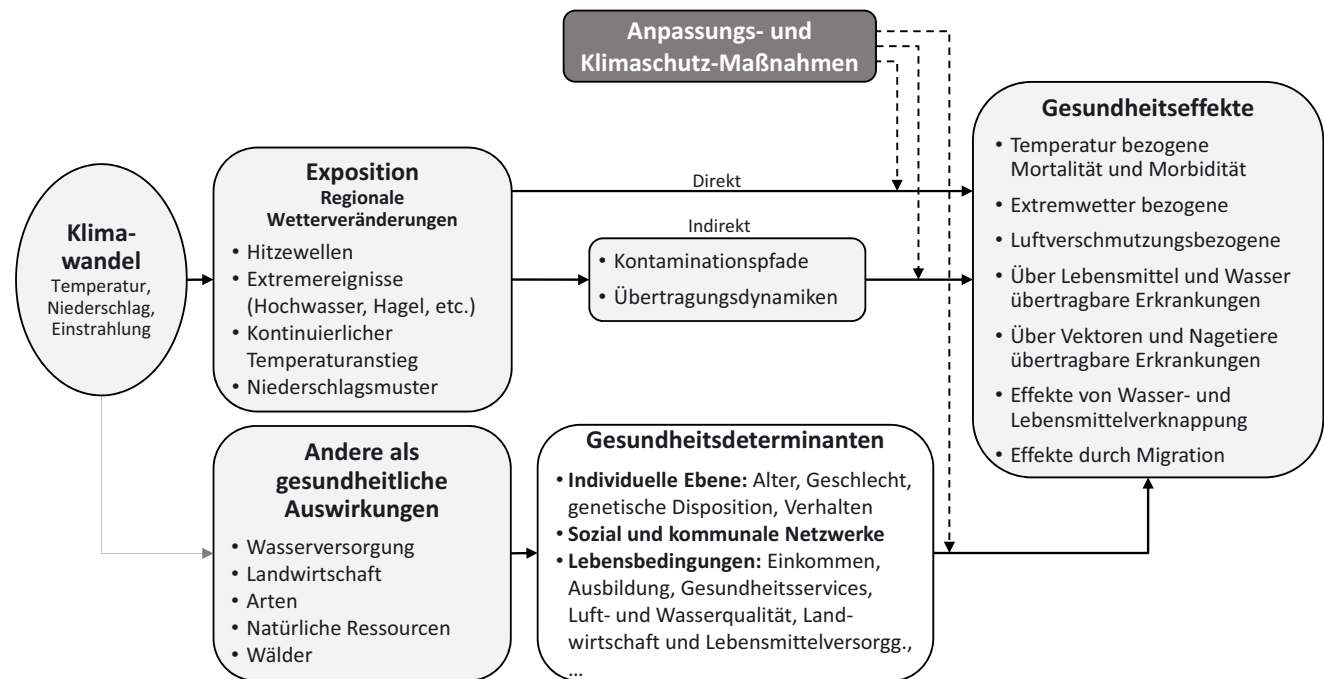 Anpassungs- und
Klimaschutz-Maßnahmen
Klima-
wandel
Temperatur,
Niederschlag,
Einstrahlung
Exposition
Regionale
Wetterveränderungen
• Hitzewellen
• Extremereignisse
(Hochwasser, Hagel, etc.)
• Kontinuierlicher
Temperaturanstieg
• Niederschlagsmuster
Direkt
Indirekt
• Kontaminationspfade
• Übertragungsdynamiken
Gesundheitseffekte
• Temperatur bezogene
Mortalität und Morbidität
• Extremwetter bezogene
• Luftverschmutzungsbezogene
• Über Lebensmittel und Wasser
übertragbare Erkrankungen
• Über Vektoren und Nagetiere
übertragbare Erkrankungen
• Effekte von Wasser- und
Lebensmittelverknappung
• Effekte durch Migration
Andere als
gesundheitliche
Auswirkungen
• Wasserversorgung
• Landwirtschaft
• Arten
• Natürliche Ressourcen
• Wälder
Gesundheitsdeterminanten
• Individuelle Ebene: Alter, Geschlecht,
genetische Disposition, Verhalten
• Sozial und kommunale Netzwerke
• Lebensbedingungen: Einkommen,
Ausbildung, Gesundheitsservices,
Luft- und Wasserqualität, Land-
wirtschaft und Lebensmittelversorgg.,
...